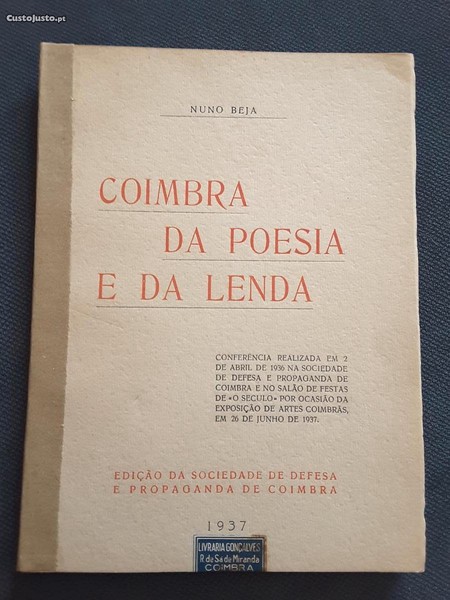 CustoJusto.pt
NUNO BEJA
COIMBRA
DA POESIA
E DA LENDA
CONFERÊNCIA REALIZADA EM 2
DE ABRIL DE 1936 NA SOCIEDADE
DE DEFESA E PROPAGANDA DE
COIMBRA E NO SALÃO DE FESTAS
DE «O SECULO» POR OCASIÃO DA
EXPOSIÇÃO DE ARTES COIMBRÃS,
EM 26 DE JUNHO DE 1937.
EDIÇÃO DA SOCIEDADE DE DEFESA
E PROPAGANDA DE COIMBRA
1937
LIVRARIA GONÇALVES
R de Sá de Miranda
COIMBRA